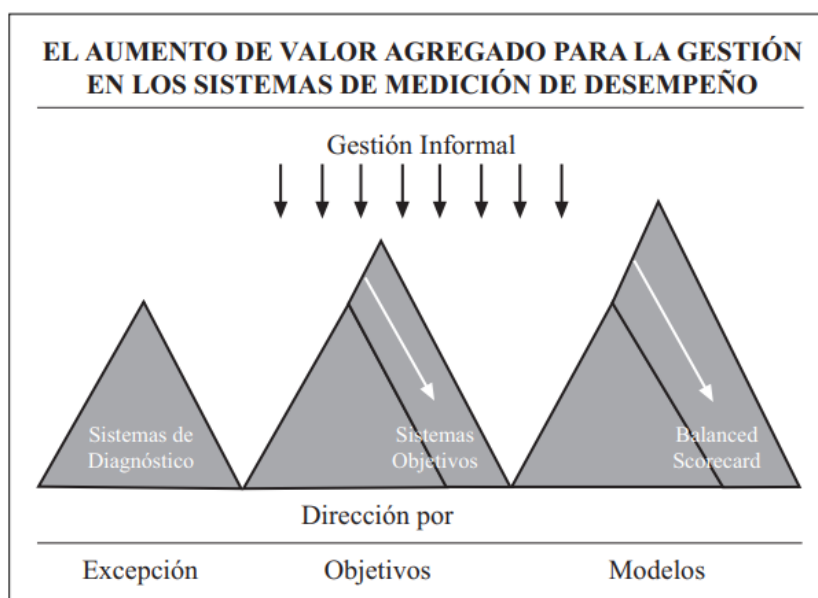 EL AUMENTO DE VALOR AGREGADO PARA LA GESTIÓN
EN LOS SISTEMAS DE MEDICIÓN DE DESEMPEÑO
Gestión Informal
Sistemas de
Diagnóstico
Sistemas
Objetivos
Balanced
Scorecard
Dirección por
Excepción
Objetivos
Modelos